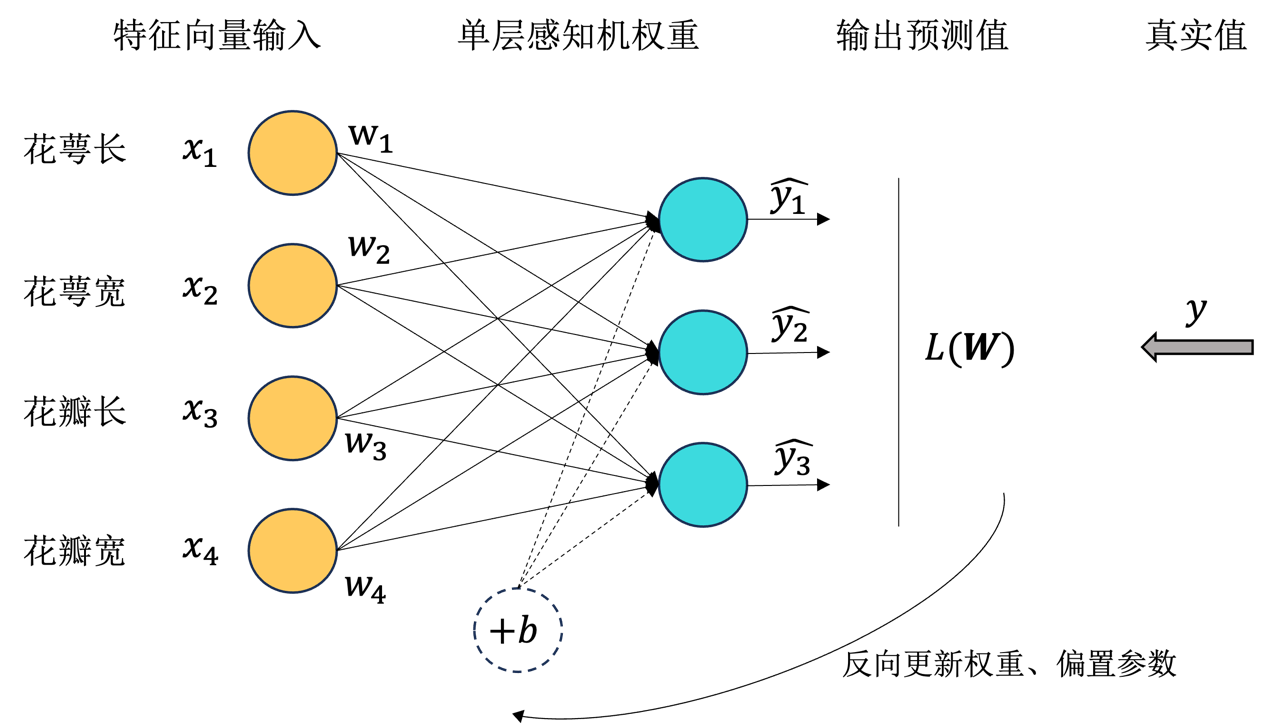 特征向量输入 单层感知机权重 输出预测值 真实值
花萼长 x₁ w₁
ŷ₁
花萼宽 x₂ w₂
ŷ₂
y
L(W)
花瓣长 x₃ w₃
ŷ₃
花瓣宽 x₄ w₄
+b
反向更新权重、偏置参数